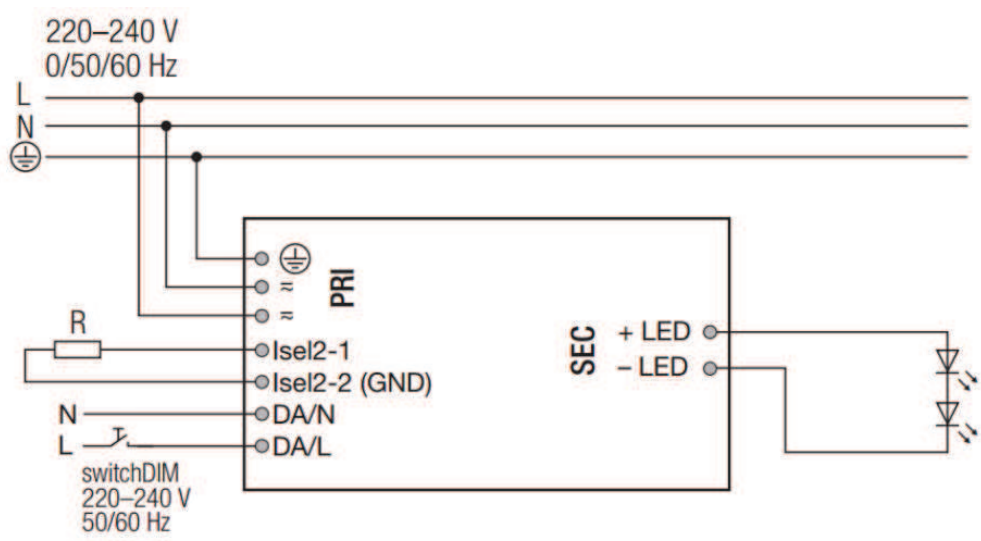 220–240 V
0/50/60 Hz
L
N
PRI
≂
≂
R
Isel2-1
Isel2-2 (GND)
N
DA/N
L
DA/L
switchDIM
220–240 V
50/60 Hz
SEC
+ LED
– LED